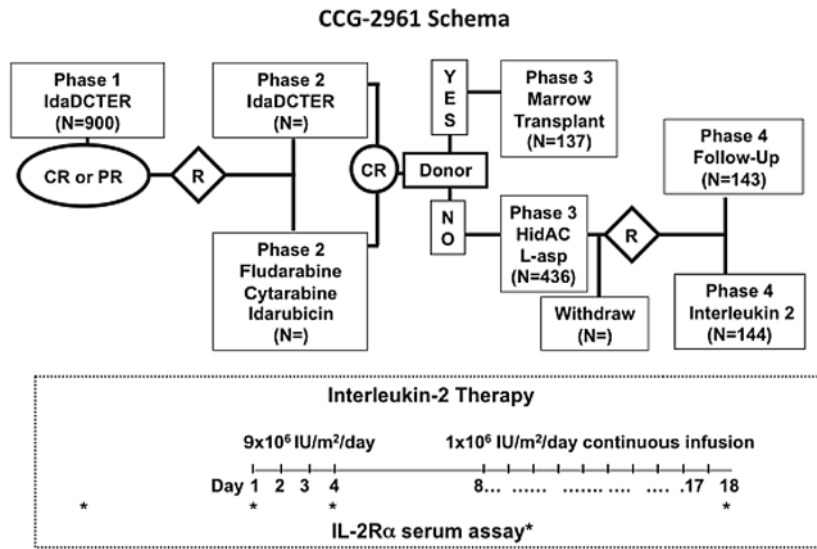 CCG-2961 Schema
Phase 1
IdaDCTER
(N=900)
CR or PR
R
Phase 2
IdaDCTER
(N=)
Phase 2
Fludarabine
Cytarabine
Idarubicin
(N=)
CR
Donor
Y
E
S
N
O
Phase 3
Marrow
Transplant
(N=137)
Phase 3
HidAC
L-asp
(N=436)
Withdraw
(N=)
R
Phase 4
Follow-Up
(N=143)
Phase 4
Interleukin 2
(N=144)
Interleukin-2 Therapy
9x10⁶ IU/m²/day 1x10⁶ IU/m²/day continuous infusion
Day 1 2 3 4 8... ...... ....... .... .... .17 18
* * * *
IL-2Rα serum assay*